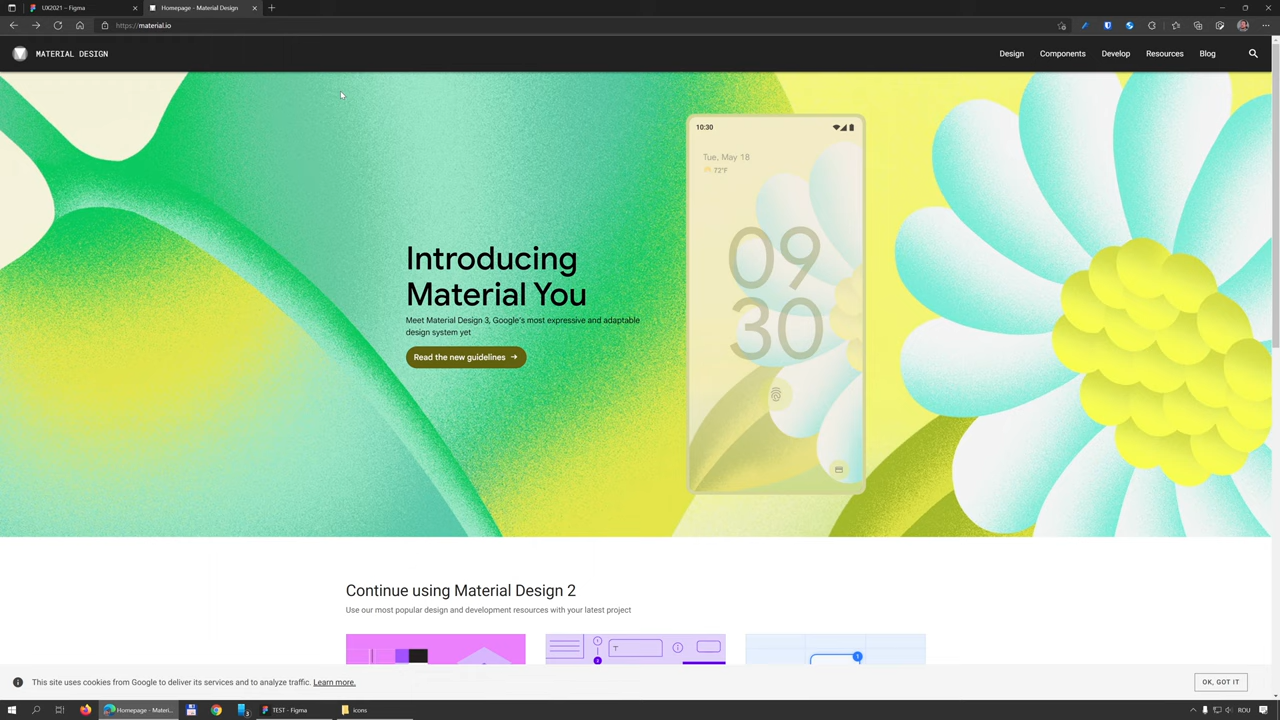 UX2021 – Figma
Homepage - Material Design
https://material.io
MATERIAL DESIGN
Design
Components
Develop
Resources
Blog
10:30
Tue, May 18
72°F
09
30
Introducing
Material You
Meet Material Design 3, Google's most expressive and adaptable
design system yet
Read the new guidelines →
Continue using Material Design 2
Use our most popular design and development resources with your latest project
T
1
This site uses cookies from Google to deliver its services and to analyze traffic. Learn more.
OK, GOT IT
Homepage - Materi...
3
TEST - Figma
icons
ROU